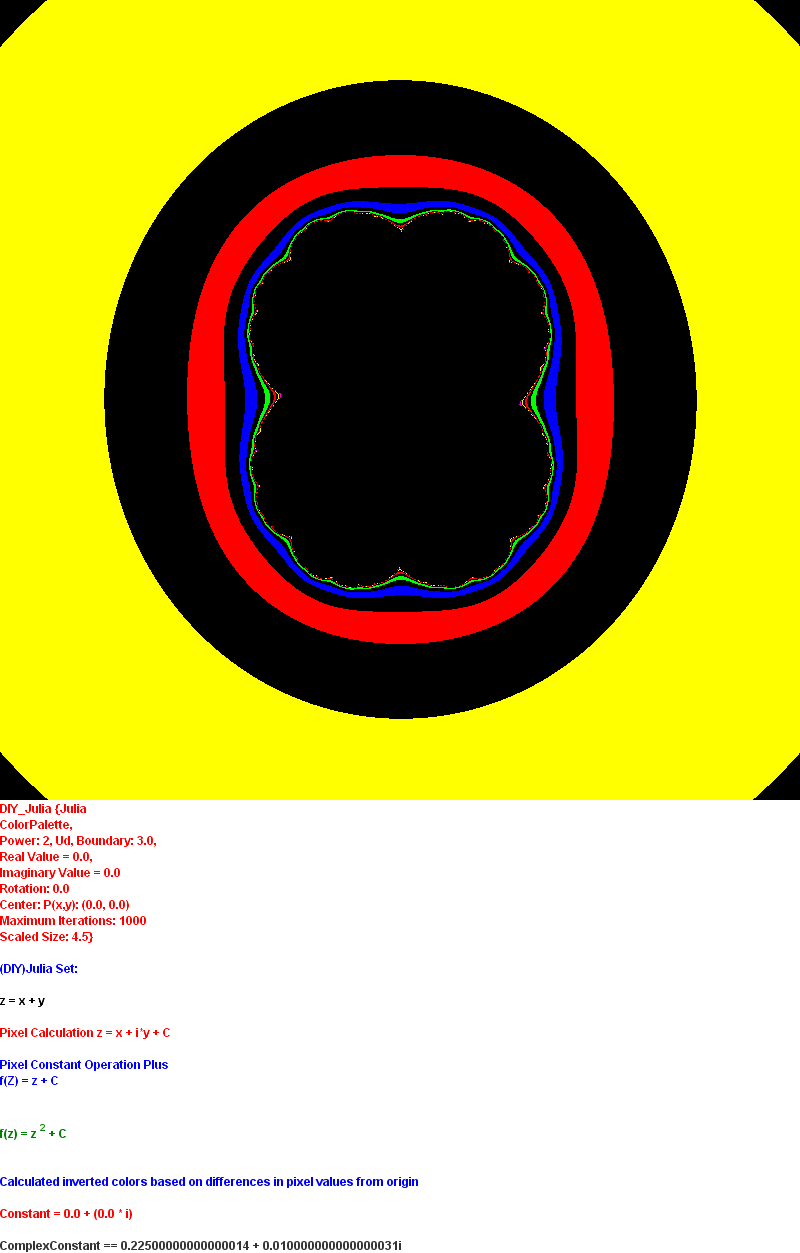 DIY_Julia {Julia
ColorPalette,
Power: 2, Ud, Boundary: 3.0,
Real Value = 0.0,
Imaginary Value = 0.0
Rotation: 0.0
Center: P(x,y): (0.0, 0.0)
Maximum Iterations: 1000
Scaled Size: 4.5}
(DIY)Julia Set:
z = x + y
Pixel Calculation z = x + i*y + C
Pixel Constant Operation Plus
f(Z) = z + C
f(z) = z 2 + C
Calculated inverted colors based on differences in pixel values from origin
Constant = 0.0 + (0.0 * i)
ComplexConstant == 0.22500000000000014 + 0.010000000000000031i